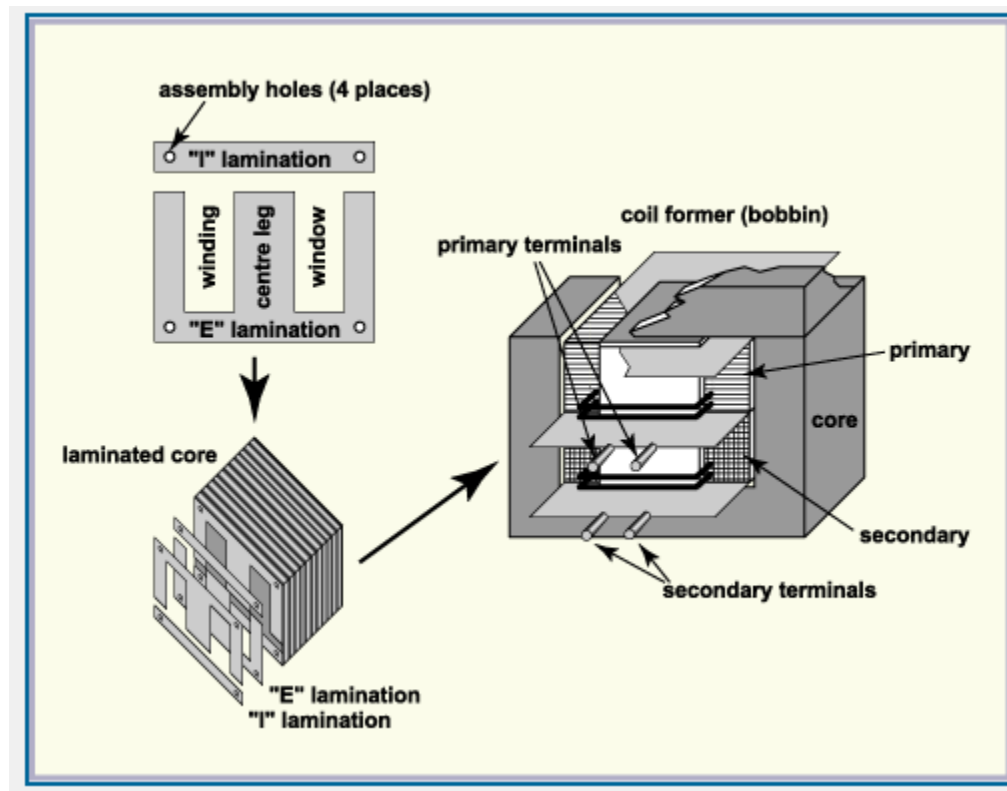 assembly holes (4 places)
"I" lamination
winding
centre leg
window
"E" lamination
laminated core
"E" lamination
"I" lamination
coil former (bobbin)
primary terminals
primary
core
secondary
secondary terminals